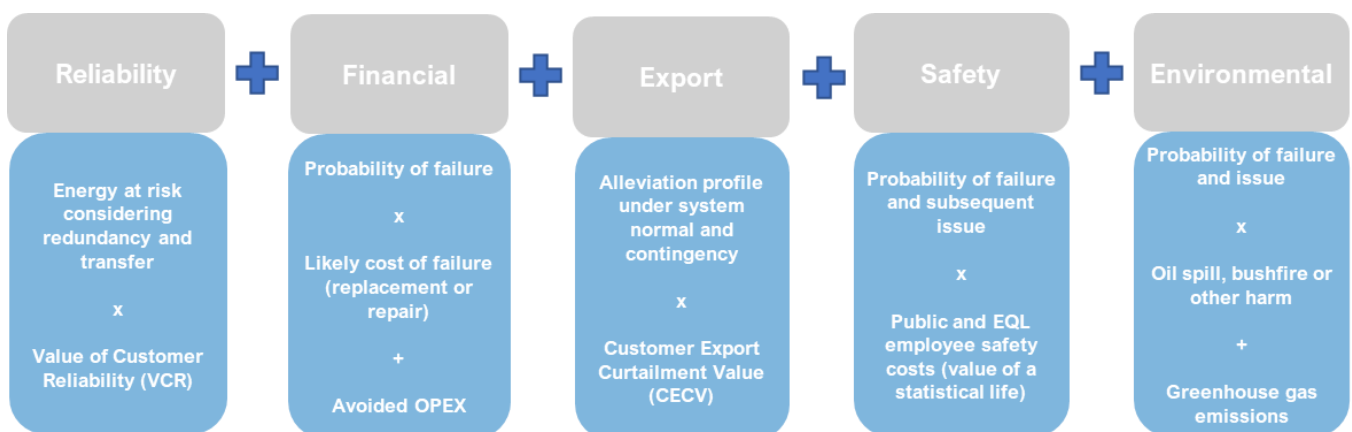 Reliability
Financial
Export
Safety
Environmental
Energy at risk
considering
redundancy and
transfer
x
Value of Customer
Reliability (VCR)
Probability of failure
x
Likely cost of failure
(replacement or
repair)
+
Avoided OPEX
Alleviation profile
under system
normal and
contingency
x
Customer Export
Curtailment Value
(CECV)
Probability of failure
and subsequent
issue
x
Public and EQL
employee safety
costs (value of a
statistical life)
Probability of failure
and issue
x
Oil spill, bushfire or
other harm
+
Greenhouse gas
emissions